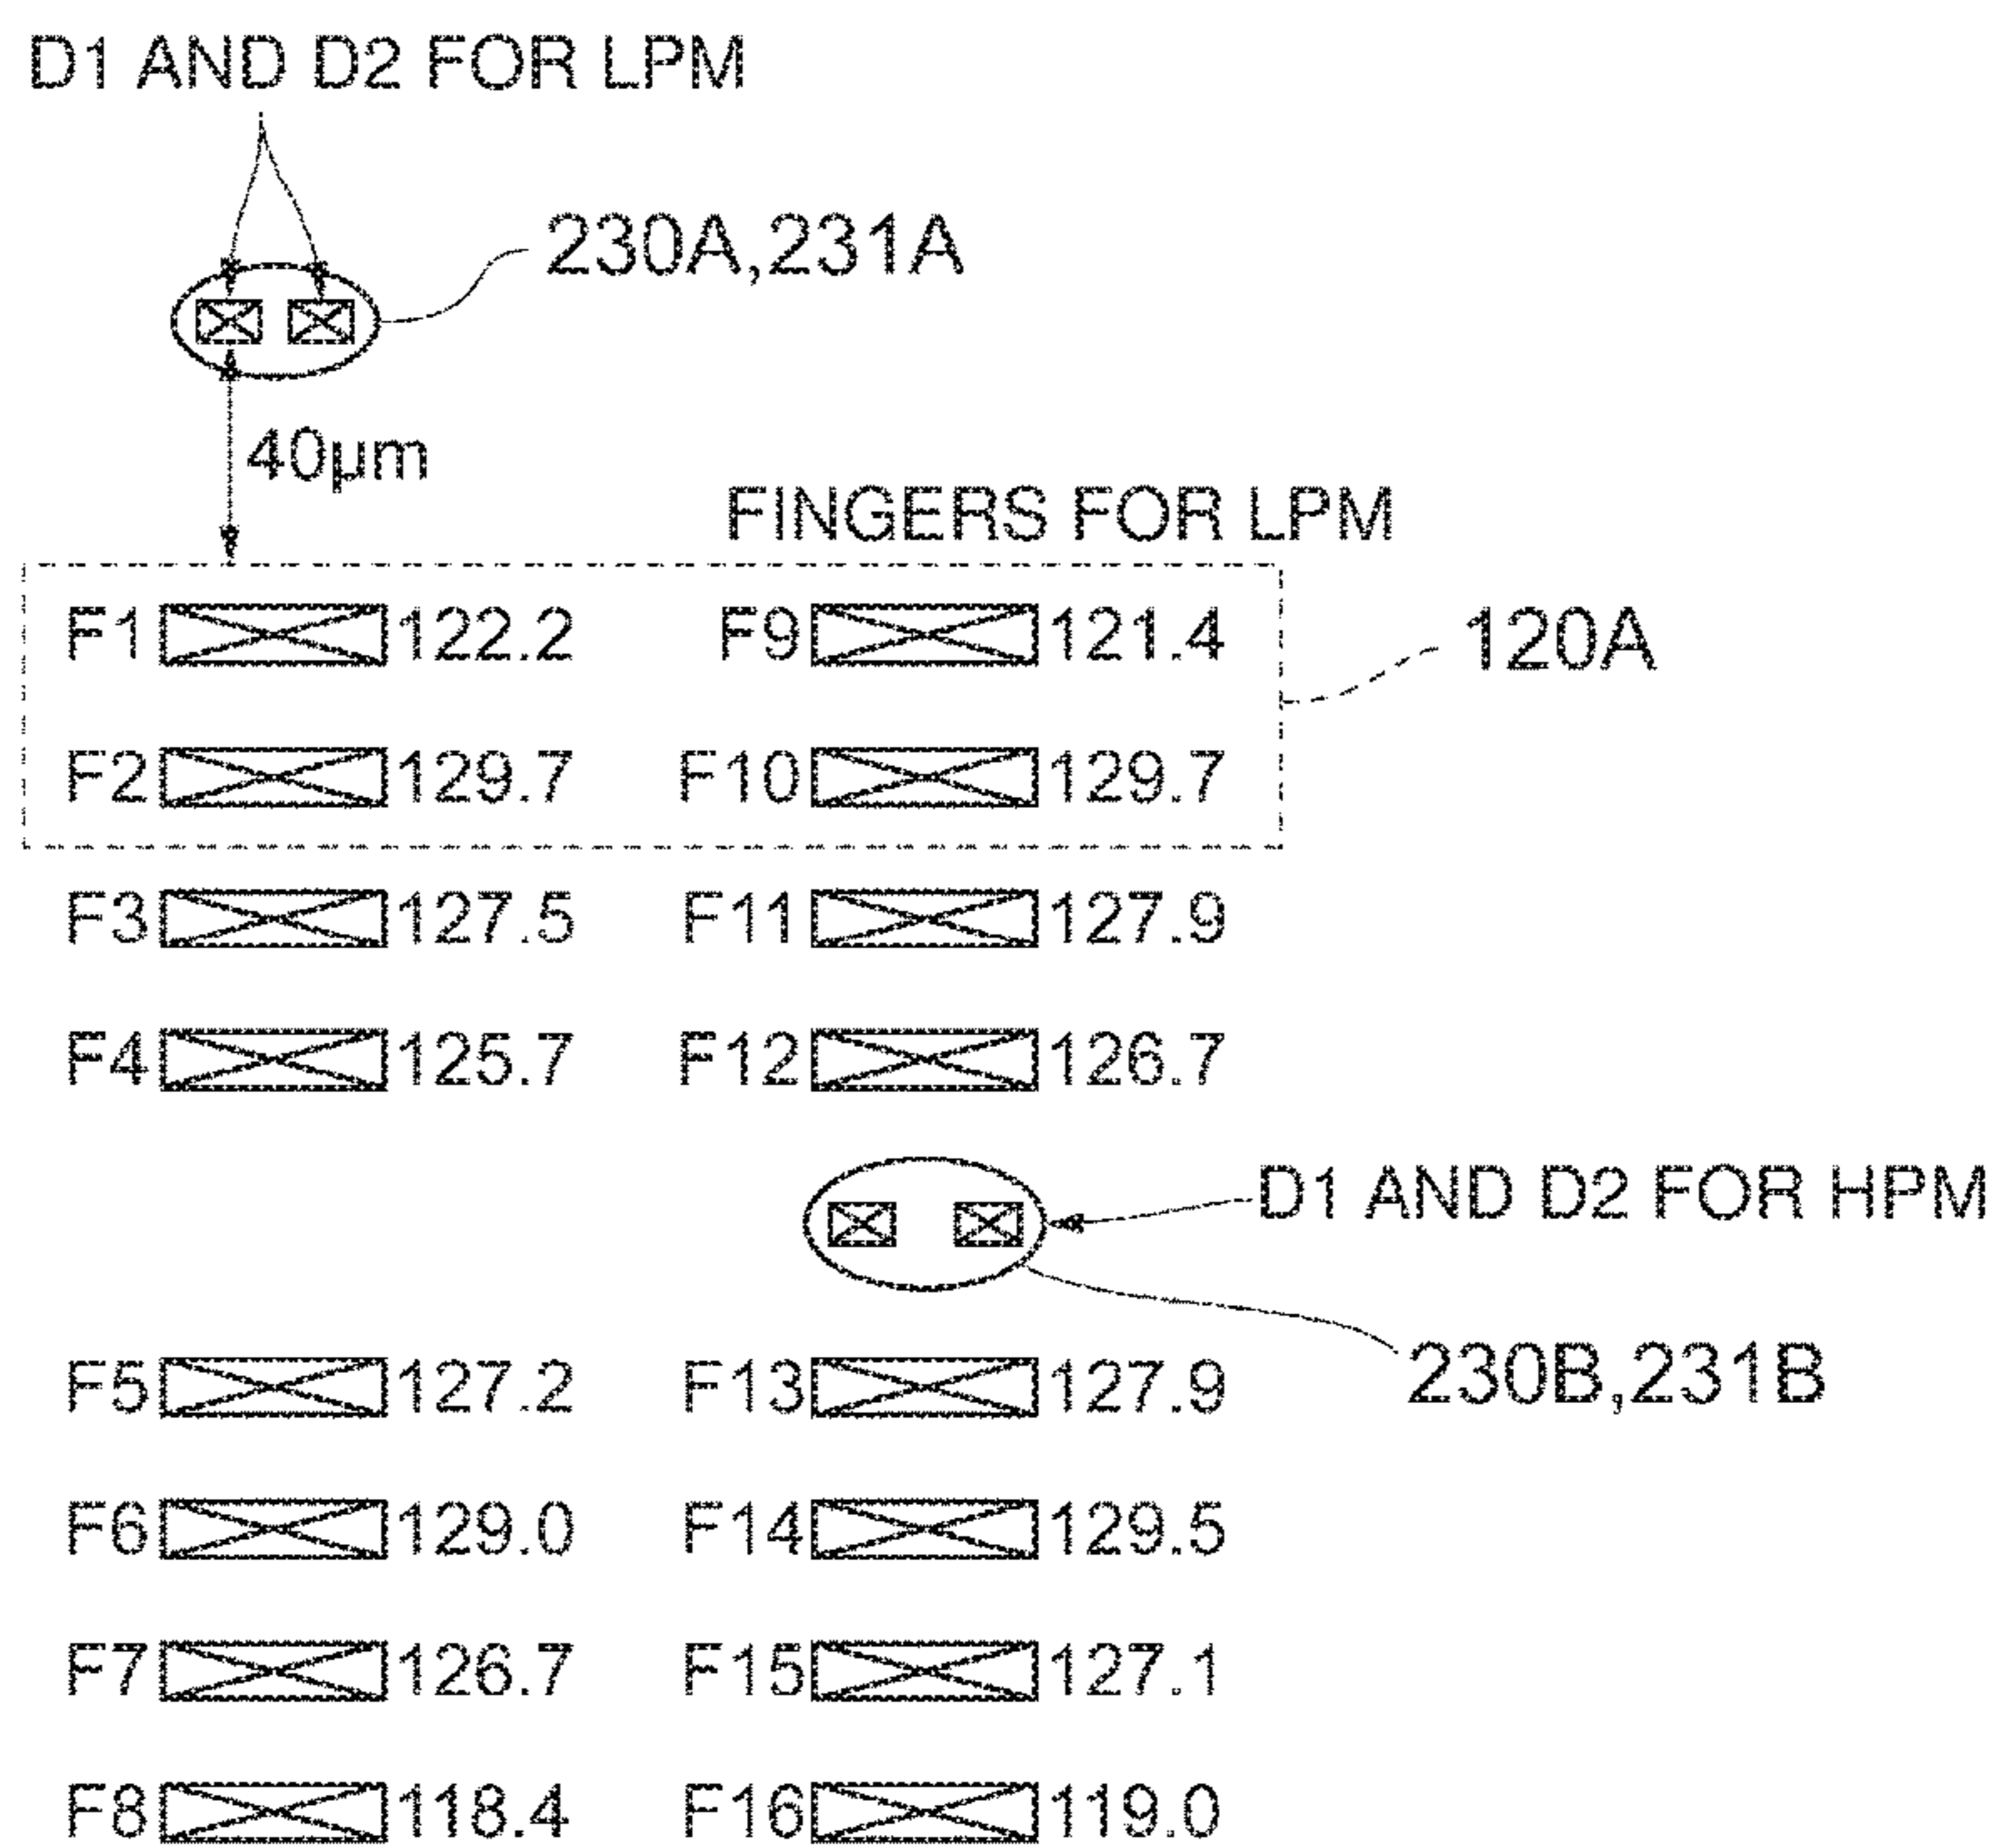 D1 AND D2 FOR LPM
230A,231A
40µm
FINGERS FOR LPM
F1 122.2 F9 121.4
120A
F2 129.7 F10 129.7
F3 127.5 F11 127.9
F4 125.7 F12 126.7
D1 AND D2 FOR HPM
F5 127.2 F13 127.9
230B,231B
F6 129.0 F14 129.5
F7 126.7 F15 127.1
F8 118.4 F16 119.0